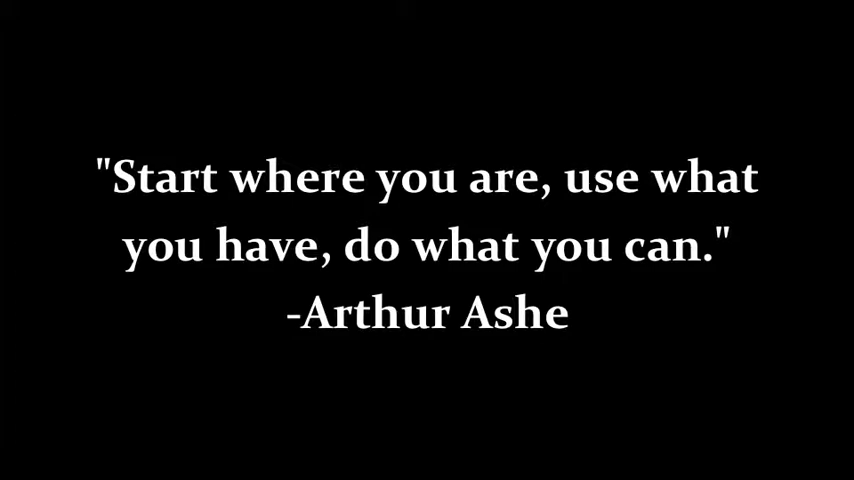 "Start where you are, use what
you have, do what you can."
-Arthur Ashe